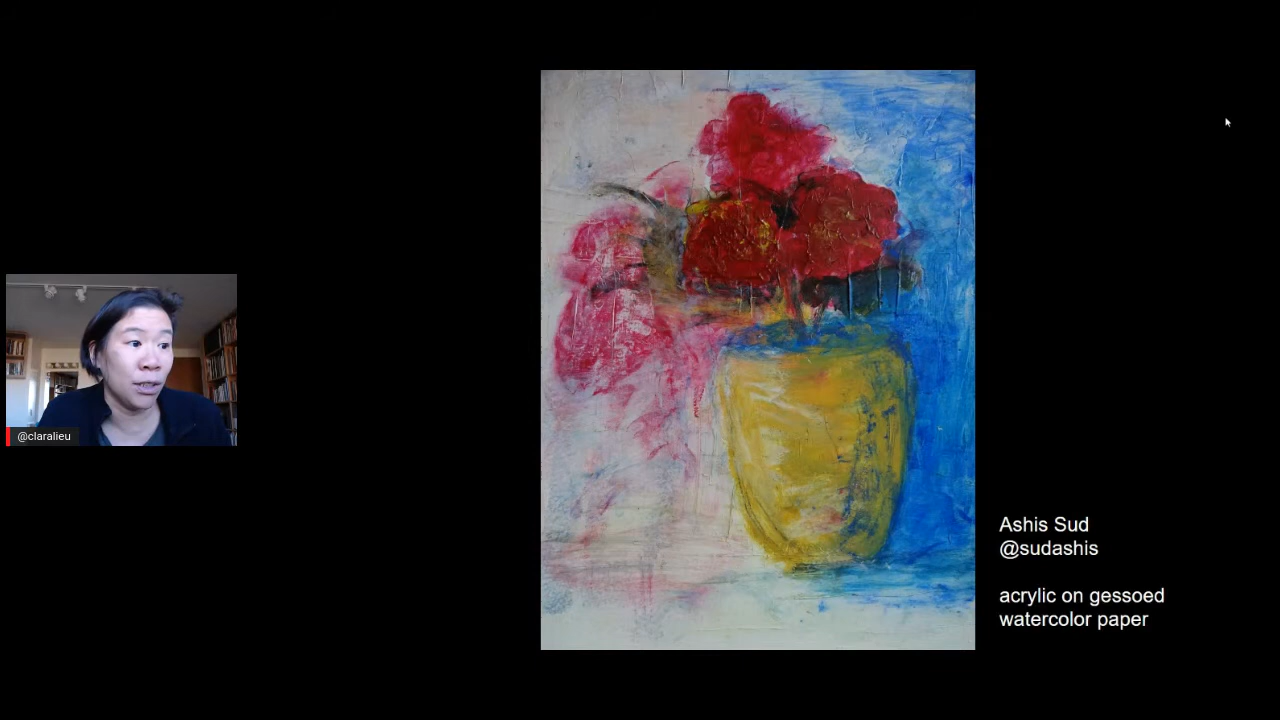 @claralieu
Ashis Sud
@sudashis
acrylic on gessoed
watercolor paper